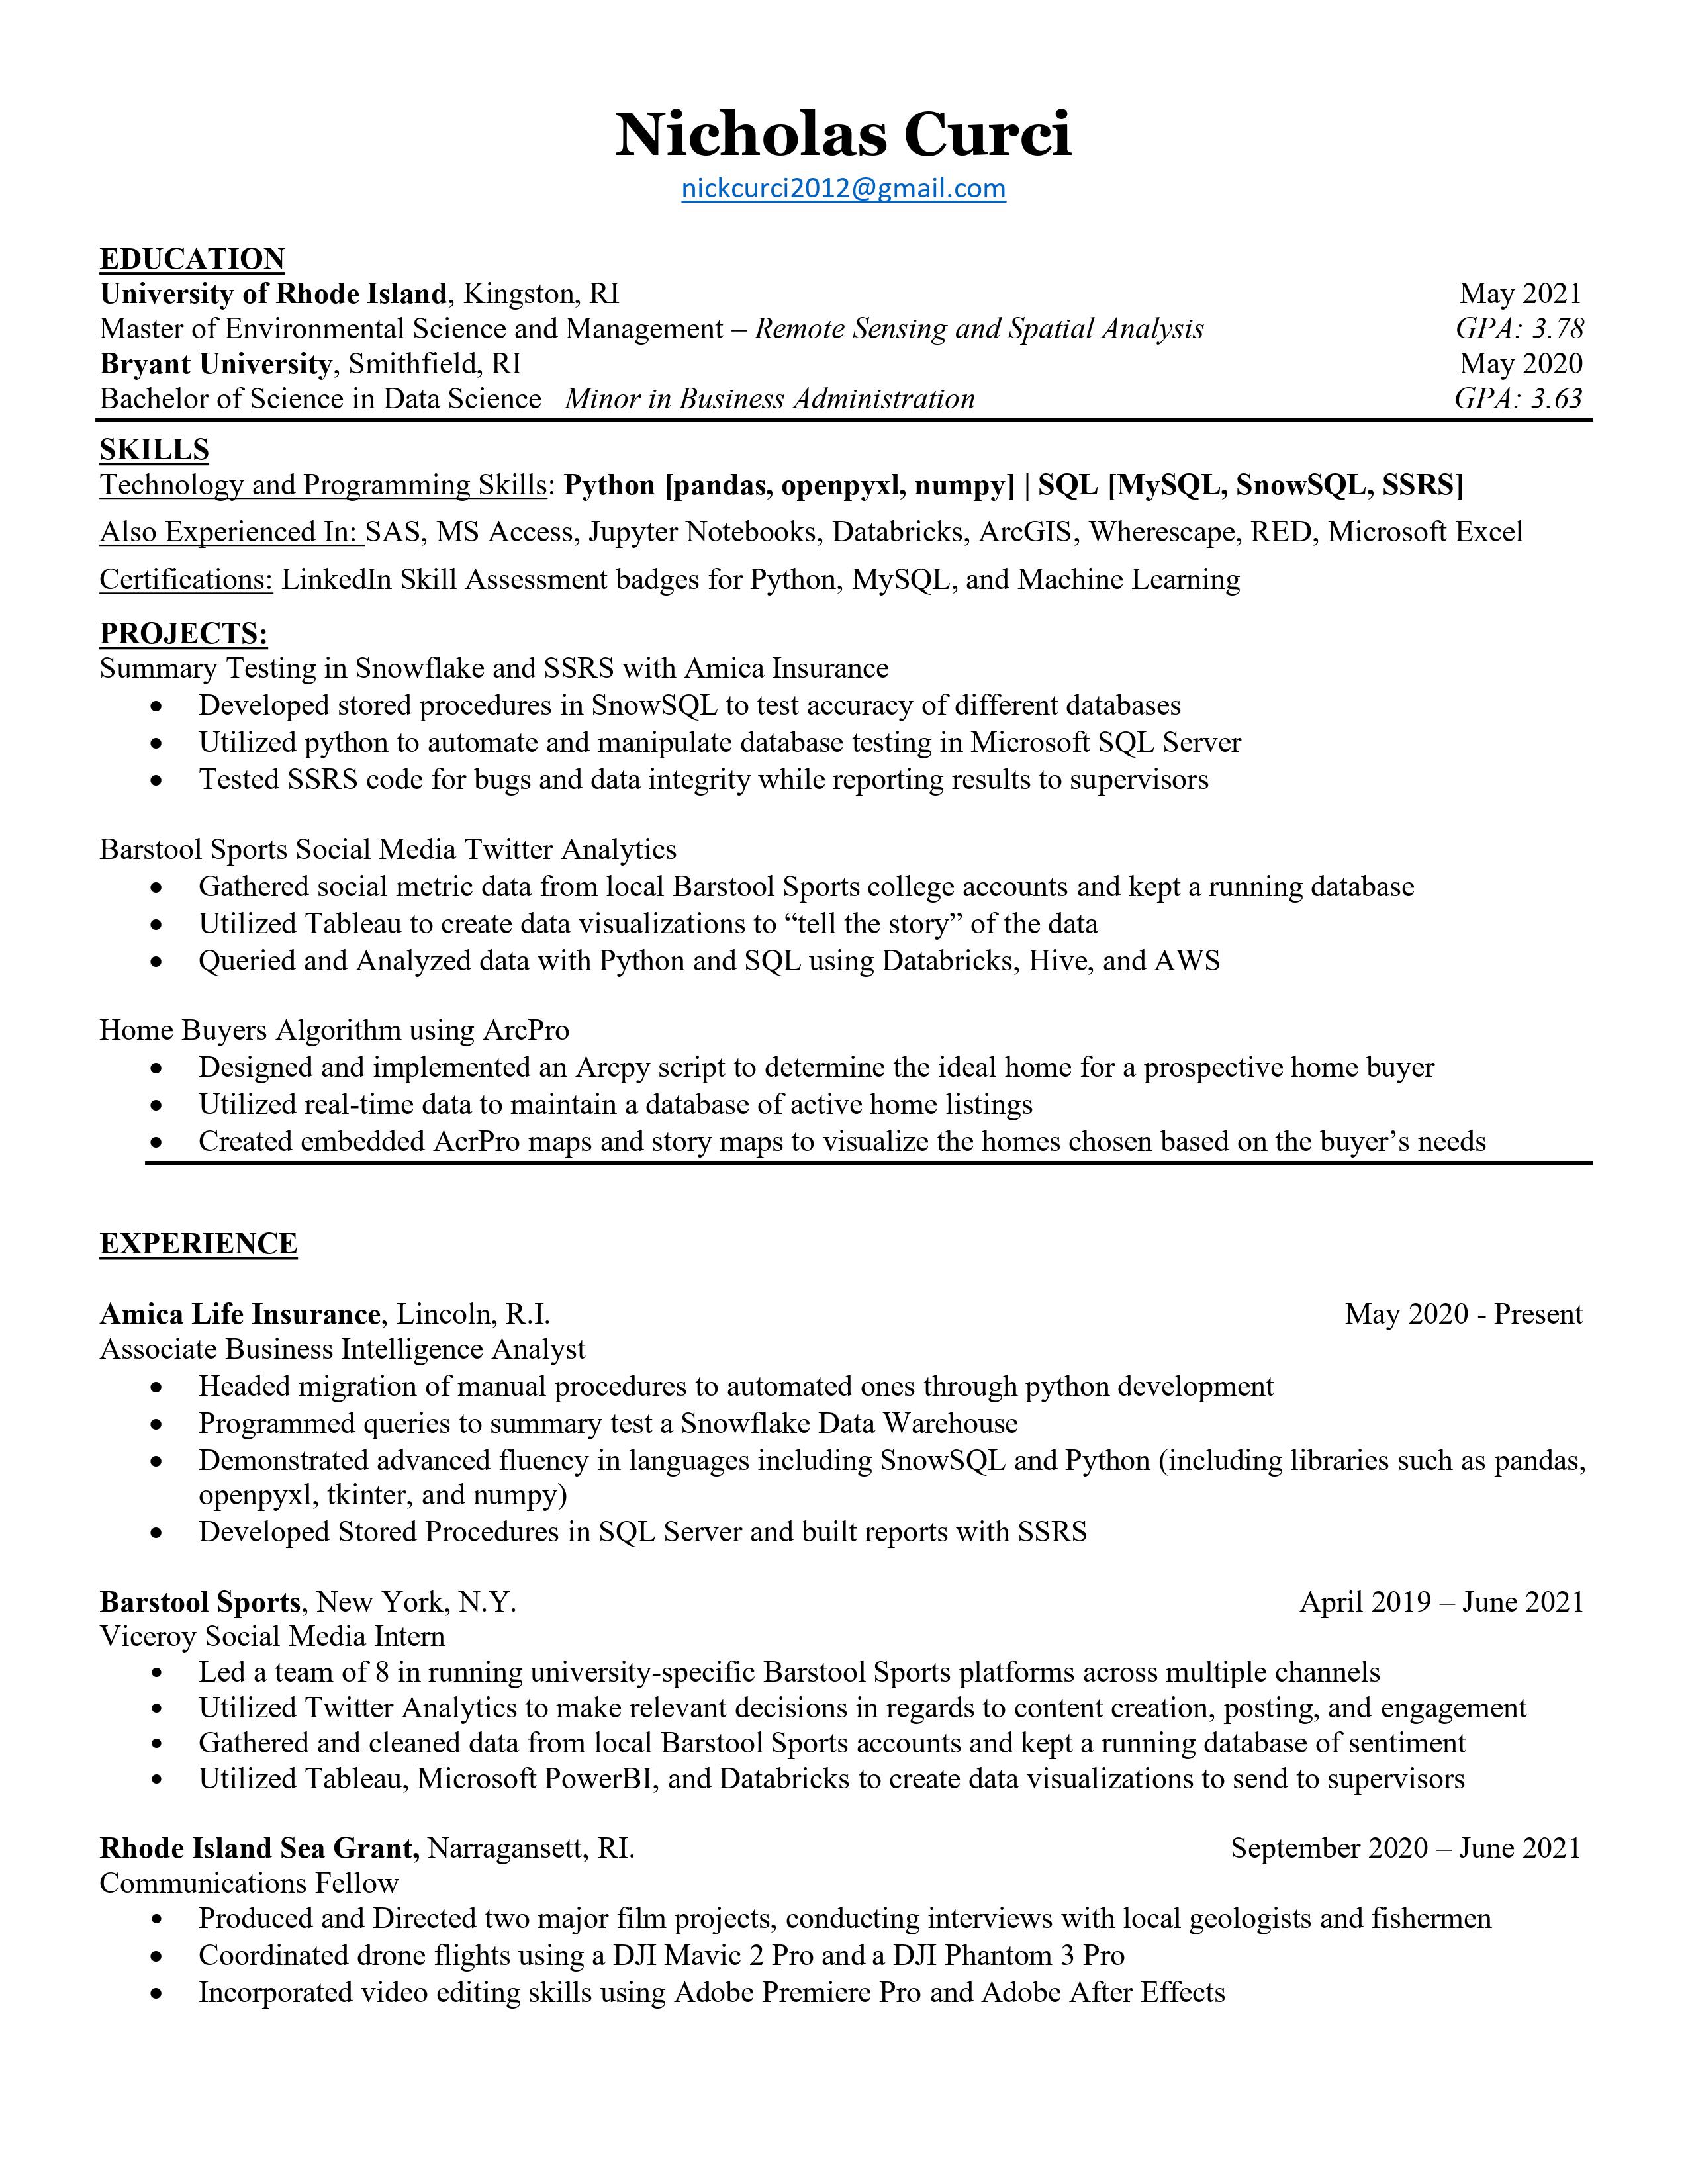 Nicholas Curci
nickcurci2012@gmail.com
EDUCATION
University of Rhode Island, Kingston, RI May 2021
Master of Environmental Science and Management – Remote Sensing and Spatial Analysis GPA: 3.78
Bryant University, Smithfield, RI May 2020
Bachelor of Science in Data Science Minor in Business Administration GPA: 3.63
SKILLS
Technology and Programming Skills: Python [pandas, openpyxl, numpy] | SQL [MySQL, SnowSQL, SSRS]
Also Experienced In: SAS, MS Access, Jupyter Notebooks, Databricks, ArcGIS, Wherescape, RED, Microsoft Excel
Certifications: LinkedIn Skill Assessment badges for Python, MySQL, and Machine Learning
PROJECTS:
Summary Testing in Snowflake and SSRS with Amica Insurance
• Developed stored procedures in SnowSQL to test accuracy of different databases
• Utilized python to automate and manipulate database testing in Microsoft SQL Server
• Tested SSRS code for bugs and data integrity while reporting results to supervisors
Barstool Sports Social Media Twitter Analytics
• Gathered social metric data from local Barstool Sports college accounts and kept a running database
• Utilized Tableau to create data visualizations to “tell the story” of the data
• Queried and Analyzed data with Python and SQL using Databricks, Hive, and AWS
Home Buyers Algorithm using ArcPro
• Designed and implemented an Arcpy script to determine the ideal home for a prospective home buyer
• Utilized real-time data to maintain a database of active home listings
• Created embedded AcrPro maps and story maps to visualize the homes chosen based on the buyer’s needs
EXPERIENCE
Amica Life Insurance, Lincoln, R.I. May 2020 - Present
Associate Business Intelligence Analyst
• Headed migration of manual procedures to automated ones through python development
• Programmed queries to summary test a Snowflake Data Warehouse
• Demonstrated advanced fluency in languages including SnowSQL and Python (including libraries such as pandas,
openpyxl, tkinter, and numpy)
• Developed Stored Procedures in SQL Server and built reports with SSRS
Barstool Sports, New York, N.Y. April 2019 – June 2021
Viceroy Social Media Intern
• Led a team of 8 in running university-specific Barstool Sports platforms across multiple channels
• Utilized Twitter Analytics to make relevant decisions in regards to content creation, posting, and engagement
• Gathered and cleaned data from local Barstool Sports accounts and kept a running database of sentiment
• Utilized Tableau, Microsoft PowerBI, and Databricks to create data visualizations to send to supervisors
Rhode Island Sea Grant, Narragansett, RI. September 2020 – June 2021
Communications Fellow
• Produced and Directed two major film projects, conducting interviews with local geologists and fishermen
• Coordinated drone flights using a DJI Mavic 2 Pro and a DJI Phantom 3 Pro
• Incorporated video editing skills using Adobe Premiere Pro and Adobe After Effects